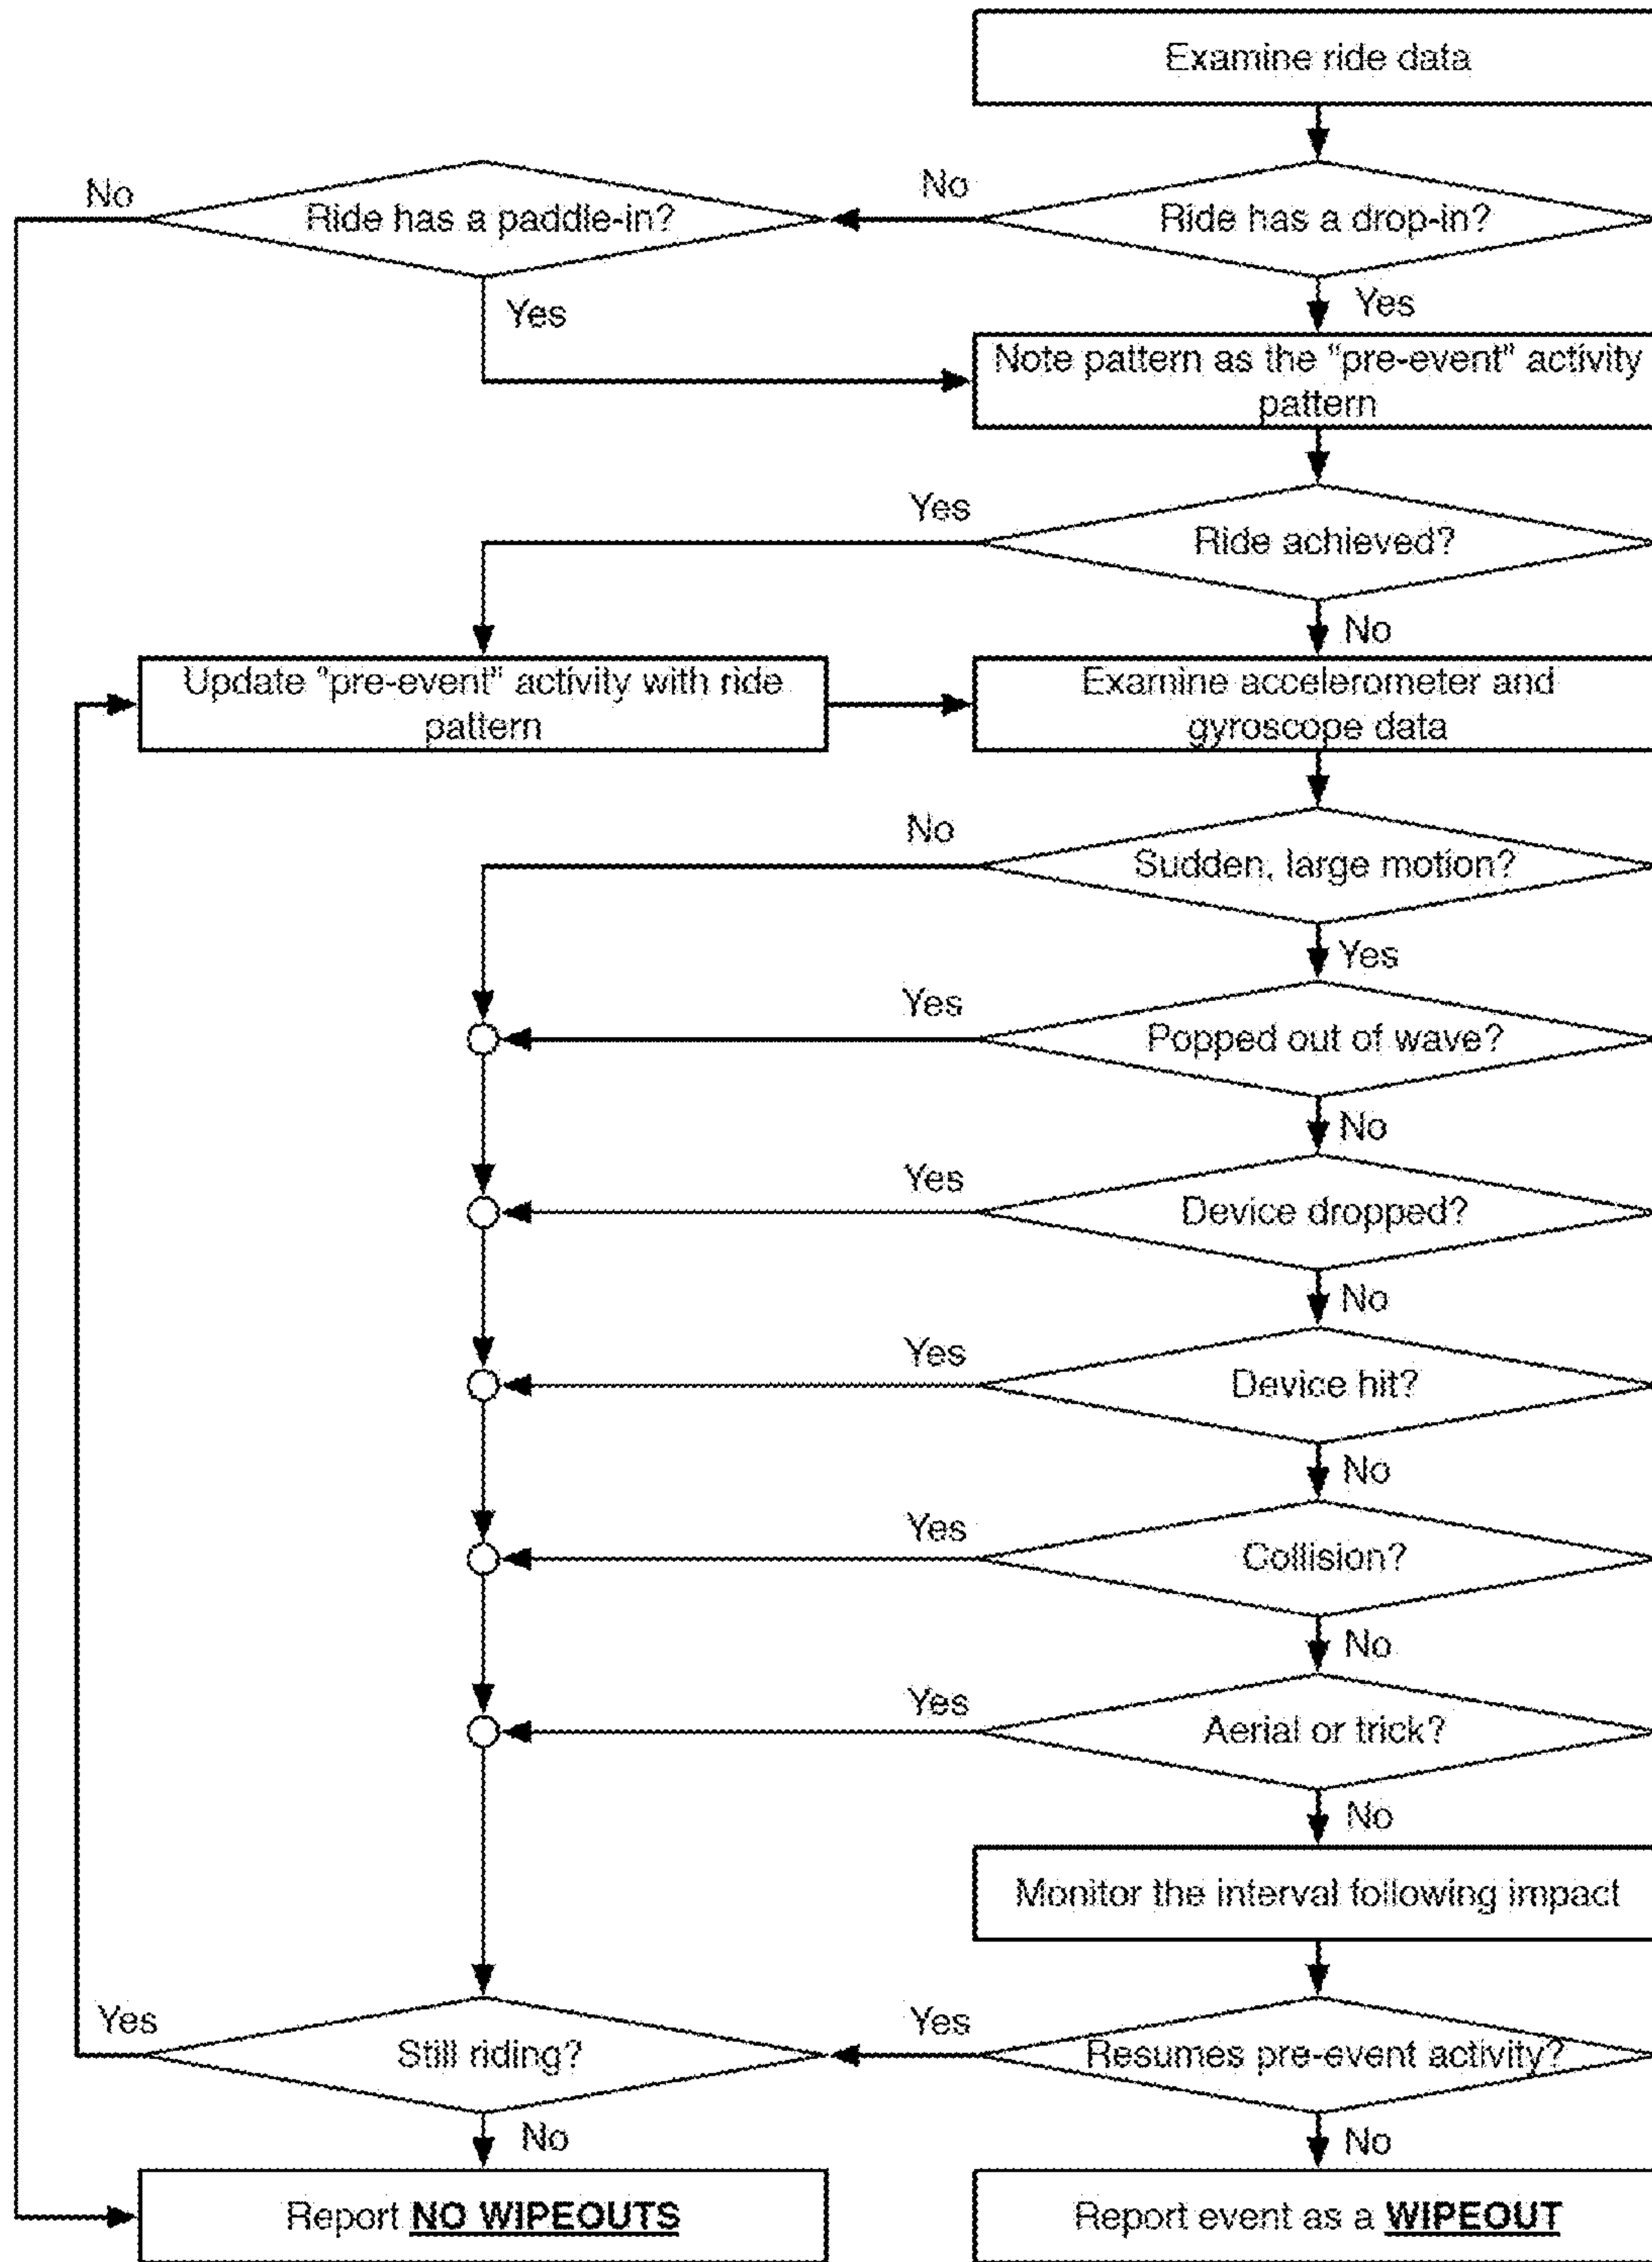 Examine ride data
No
Ride has a paddle-in?
No
Ride has a drop-in?
Yes
Yes
Note pattern as the "pre-event" activity
pattern
Yes
Ride achieved?
No
Update "pre-event" activity with ride
pattern
Examine accelerometer and
gyroscope data
No
Sudden, large motion?
Yes
Yes
Popped out of wave?
No
Yes
Device dropped?
No
Yes
Device hit?
No
Yes
Collision?
No
Yes
Aerial or trick?
No
Monitor the interval following impact
Yes
Still riding?
Yes
Resumes pre-event activity?
No
No
Report NO WIPEOUTS
Report event as a WIPEOUT